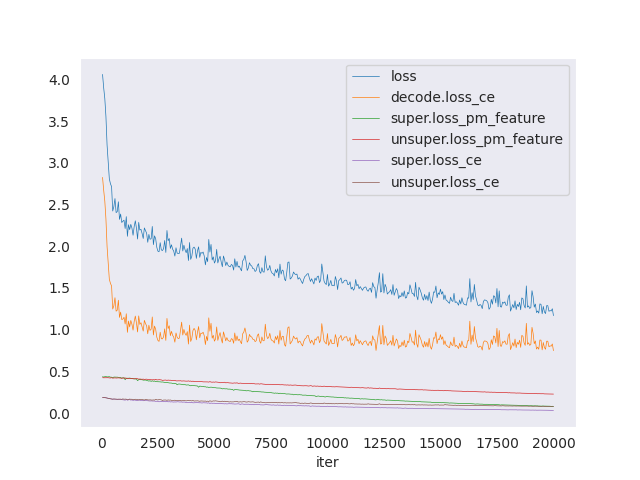 4.0
3.5
3.0
2.5
2.0
1.5
1.0
0.5
0.0
loss
decode.loss_ce
super.loss_pm_feature
unsuper.loss_pm_feature
super.loss_ce
unsuper.loss_ce
0 2500 5000 7500 10000 12500 15000 17500 20000
iter